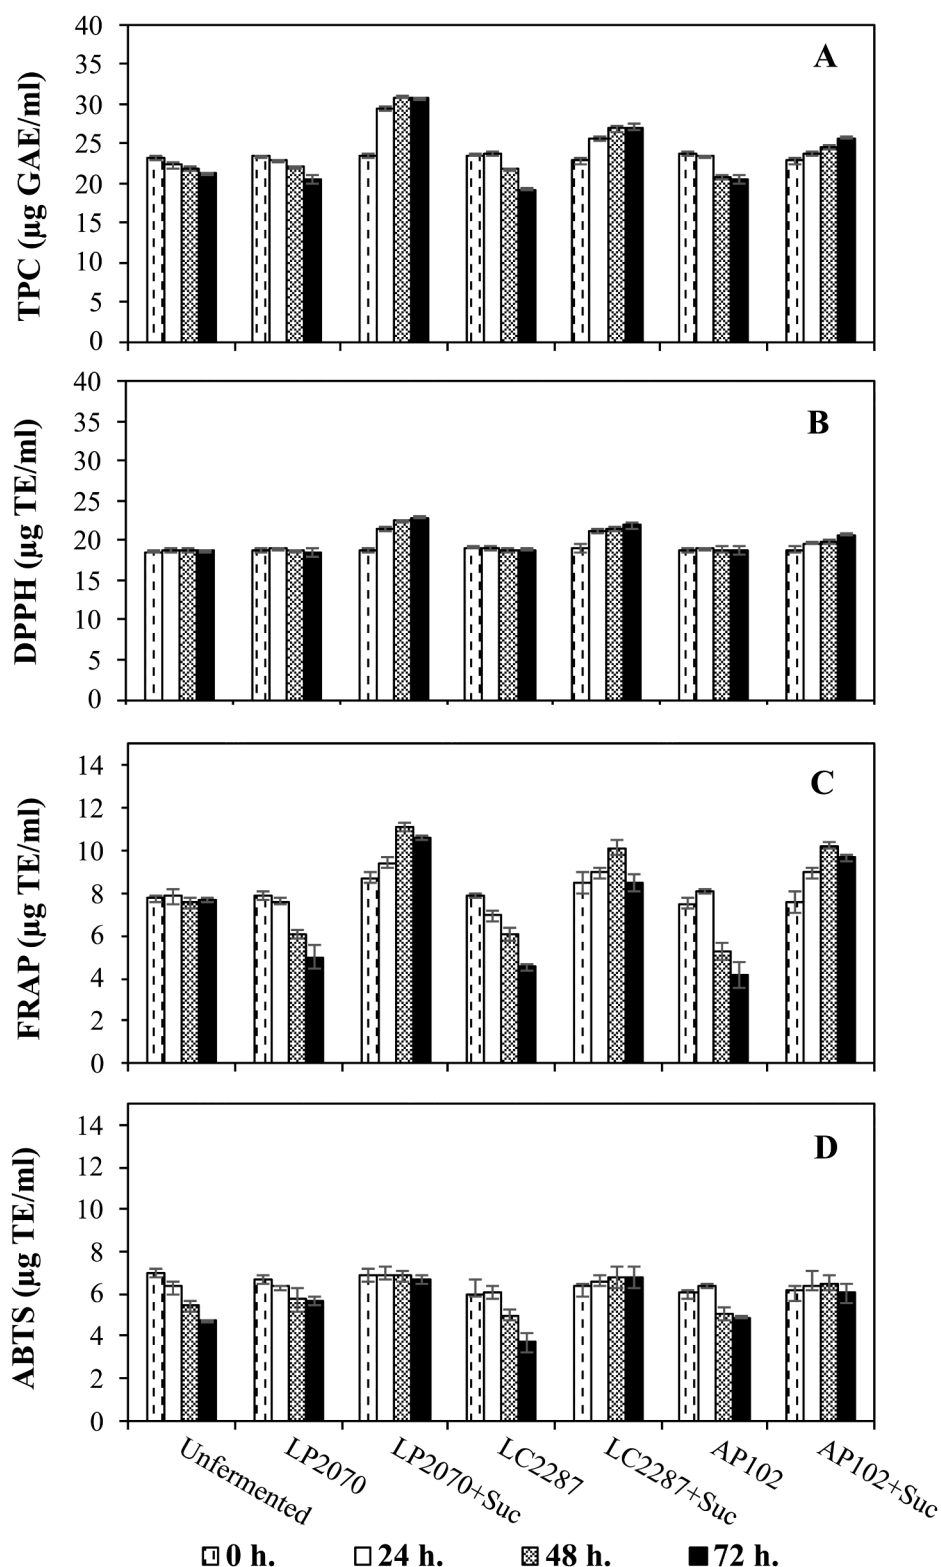 A
TPC (µg GAE/ml)
40
35
30
25
20
15
10
5
0
B
DPPH (µg TE/ml)
40
35
30
25
20
15
10
5
0
C
FRAP (µg TE/ml)
14
12
10
8
6
4
2
0
D
ABTS (µg TE/ml)
14
12
10
8
6
4
2
0
Unfermented
LP2070
LP2070+Suc
LC2287
LC2287+Suc
AP102
AP102+Suc
0 h. 24 h. 48 h. 72 h.